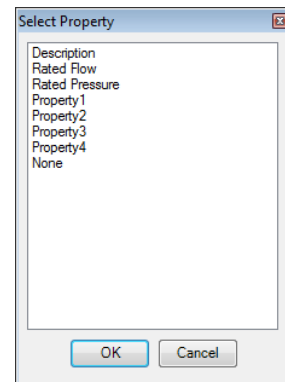 Select Property
Description
Rated Flow
Rated Pressure
Property1
Property2
Property3
Property4
None
OK
Cancel